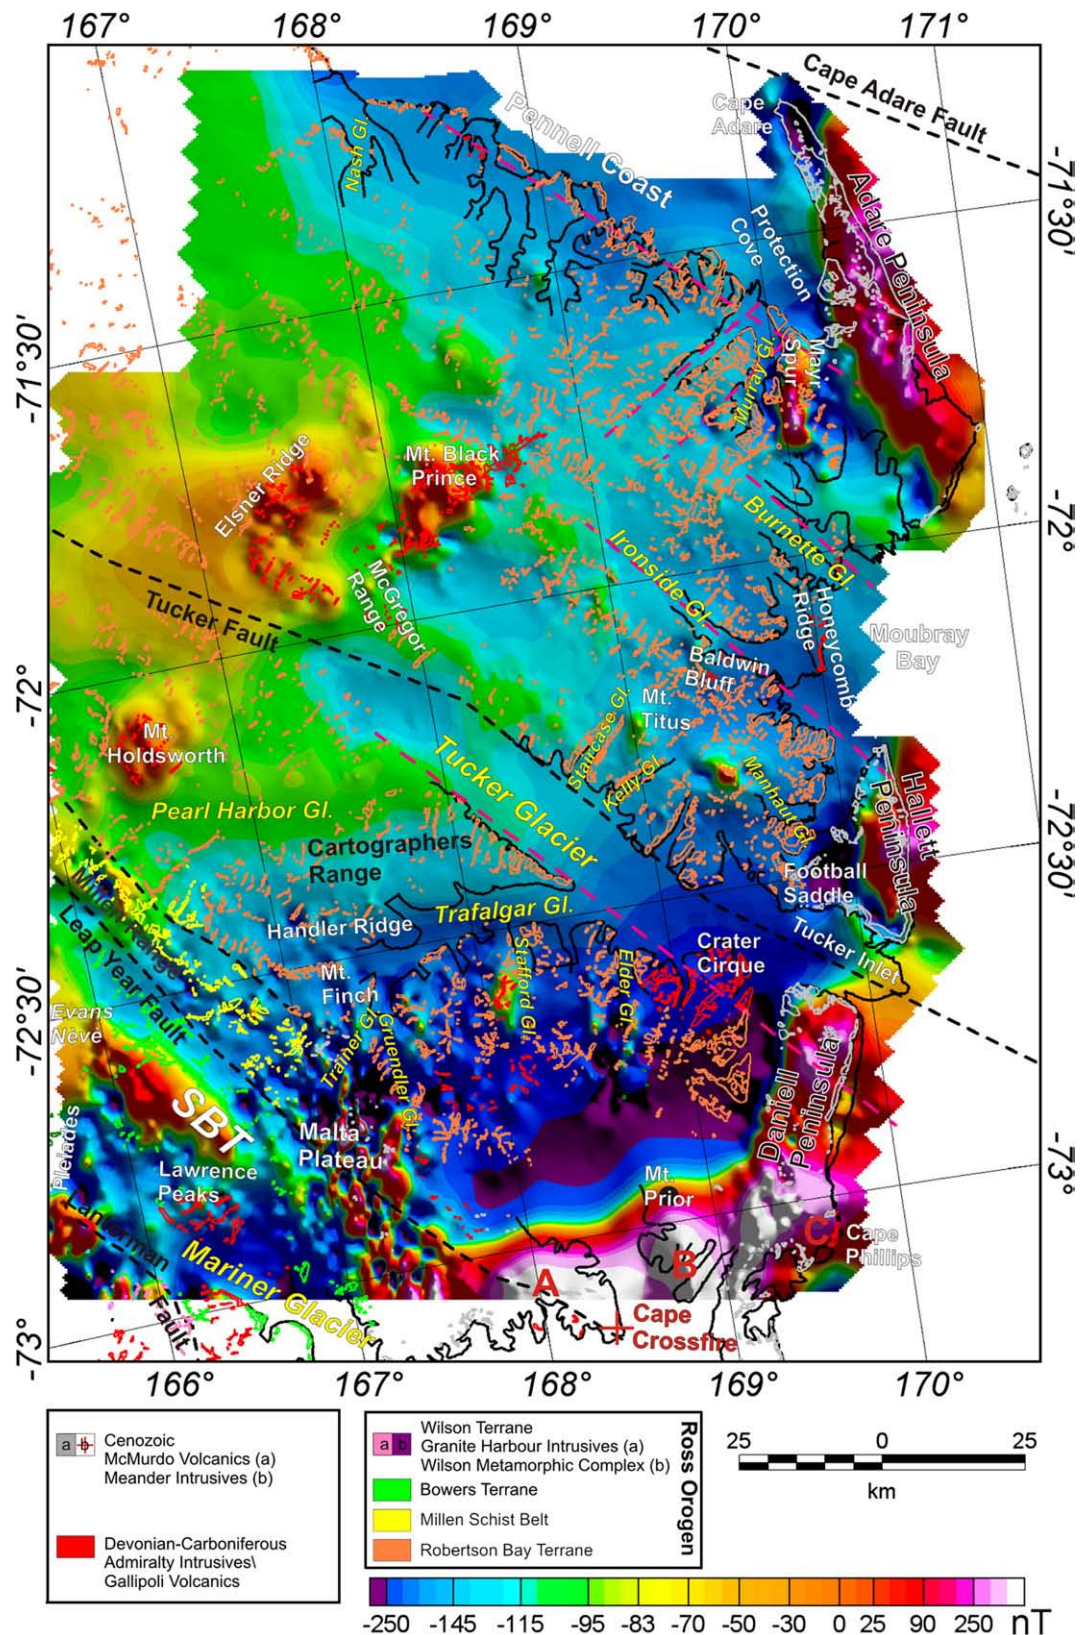 167°
168°
169°
170°
171°
Cape Adare Fault
Cape
Adare
Pennell Coast
Nash Gl.
-71°30'
Adare Peninsula
Protection
Cove
Mayr
Spur
Murray Gl.
-71°30'
Mt. Black
Prince
Elsner Ridge
-72°
Burnette Gl.
Ironside Gl.
McGregor
Range
Tucker Fault
Honeycomb
Ridge
Moubray
Bay
Baldwin
Bluff
-72°
Mt.
Titus
Mt.
Holdsworth
Staircase Gl.
Tucker Glacier
Kelly Gl.
Manhaul Gl.
Hallett
Peninsula
-72°30'
Pearl Harbor Gl.
Cartographers
Range
Football
Saddle
Millen Range
Trafalgar Gl.
Handler Ridge
Leap Year Fault
Crater
Cirque
Tucker Inlet
Mt.
Finch
Stafford Gl.
Elder Gl.
-72°30'
Evans
Neve
Trainer Gl.
Gruendler Gl.
SBT
Daniell
Peninsula
Malta
Plateau
Pleiades
Lawrence
Peaks
Mt.
Prior
-73°
Lanterman
Fault
Mariner Glacier
A
B
C
Cape
Phillips
Cape
Crossfire
-73°
166°
167°
168°
169°
170°
a b Cenozoic
McMurdo Volcanics (a)
Meander Intrusives (b)
Devonian-Carboniferous
Admiralty Intrusives\
Gallipoli Volcanics
Wilson Terrane
a b Granite Harbour Intrusives (a)
Wilson Metamorphic Complex (b)
Bowers Terrane
Millen Schist Belt
Robertson Bay Terrane
Ross Orogen
25 0 25
km
-250 -145 -115 -95 -83 -70 -50 -30 0 25 90 250 nT